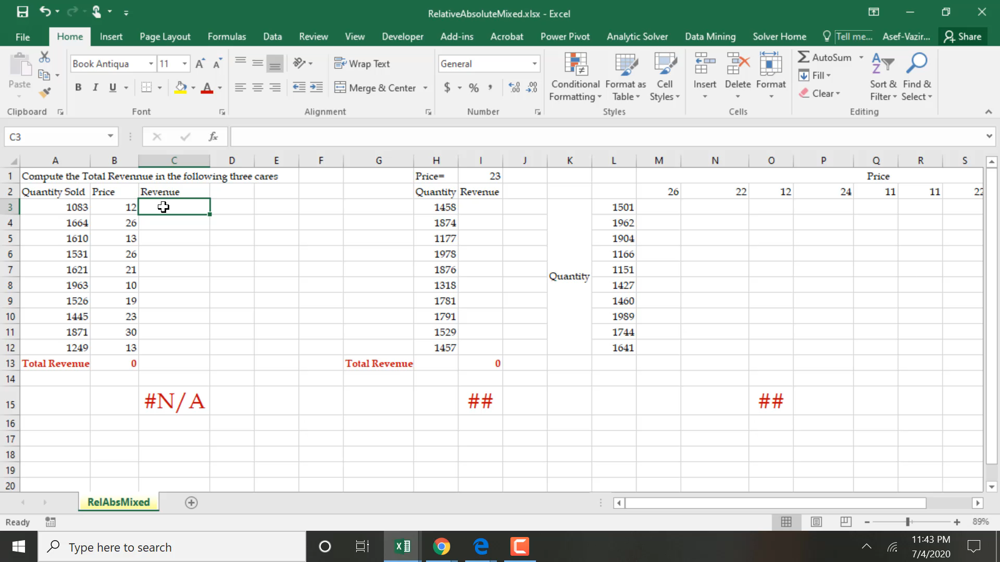 RelativeAbsoluteMixed.xlsx - Excel
File Home Insert Page Layout Formulas Data Review View Developer Add-ins Acrobat Power Pivot Analytic Solver Data Mining Solver Home Tell me... Asef-Vazir... Share
Paste
Clipboard
Book Antiqua 11
B I U
Font
Wrap Text
Merge & Center
Alignment
General
$ % ,
Number
Conditional Formatting
Format as Table
Cell Styles
Styles
Insert Delete Format
Cells
AutoSum
Fill
Clear
Sort & Filter
Find & Select
Editing
C3 fx
A B C D E F G H I J K L M N O P Q R S
1 Compute the Total Revennue in the following three cares Price= 23 Price
2 Quantity Sold Price Revenue Quantity Revenue 26 22 12 24 11 11 22
3 1083 12 1458 1501
4 1664 26 1874 1962
5 1610 13 1177 1904
6 1531 26 1978 1166
7 1621 21 1876 1151
Quantity
8 1963 10 1318 1427
9 1526 19 1781 1460
10 1445 23 1791 1989
11 1871 30 1529 1744
12 1249 13 1457 1641
13 Total Revenue 0 Total Revenue 0
14
15 #N/A ## ##
16
17
18
19
20
RelAbsMixed
Ready 89%
Type here to search
11:43 PM
7/4/2020